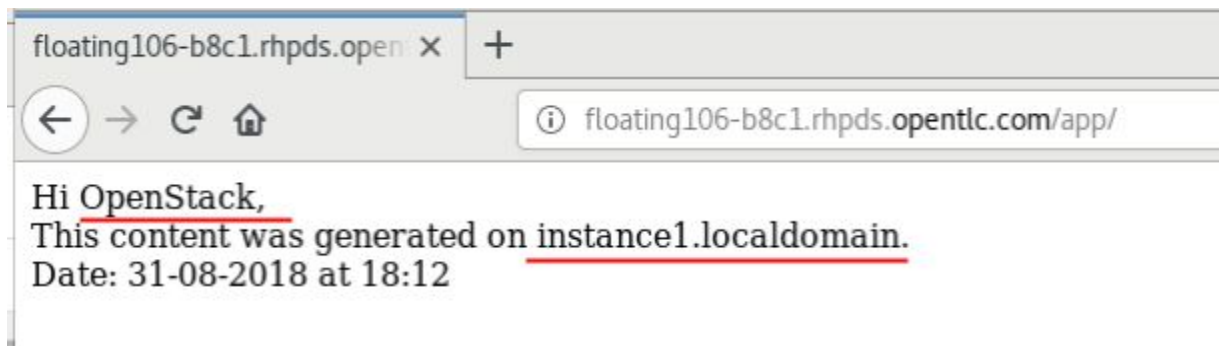 floating106-b8c1.rhpds.open
floating106-b8c1.rhpds.opentlc.com/app/
Hi OpenStack,
This content was generated on instance1.localdomain.
Date: 31-08-2018 at 18:12